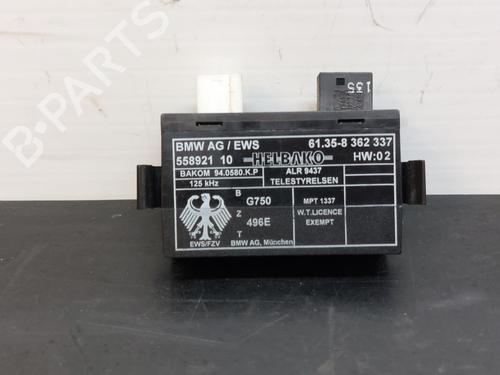 B-PARTS
135
BMW AG / EWS 61.35-8 362 337
558921 10 HELBAKO HW:02
BAKOM 94.0580.K.P ALR 9437
125 kHz TELESTYRELSEN
B G750 MPT 1337
Z 496E W.T.LICENCE EXEMPT
T
EWS/FZV BMW AG, München